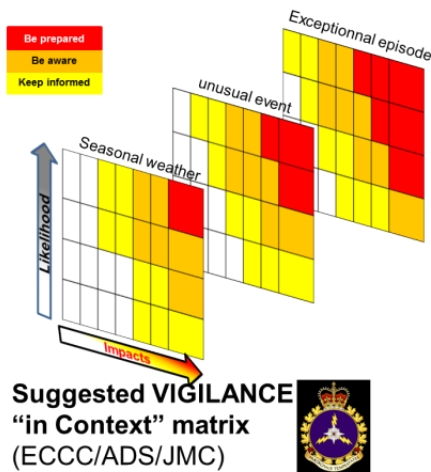 Exceptionnal episode
Be prepared
Be aware
Keep informed
unusual event
Seasonal weather
Likelihood
Impacts
Suggested VIGILANCE
“in Context” matrix
(ECCC/ADS/JMC)